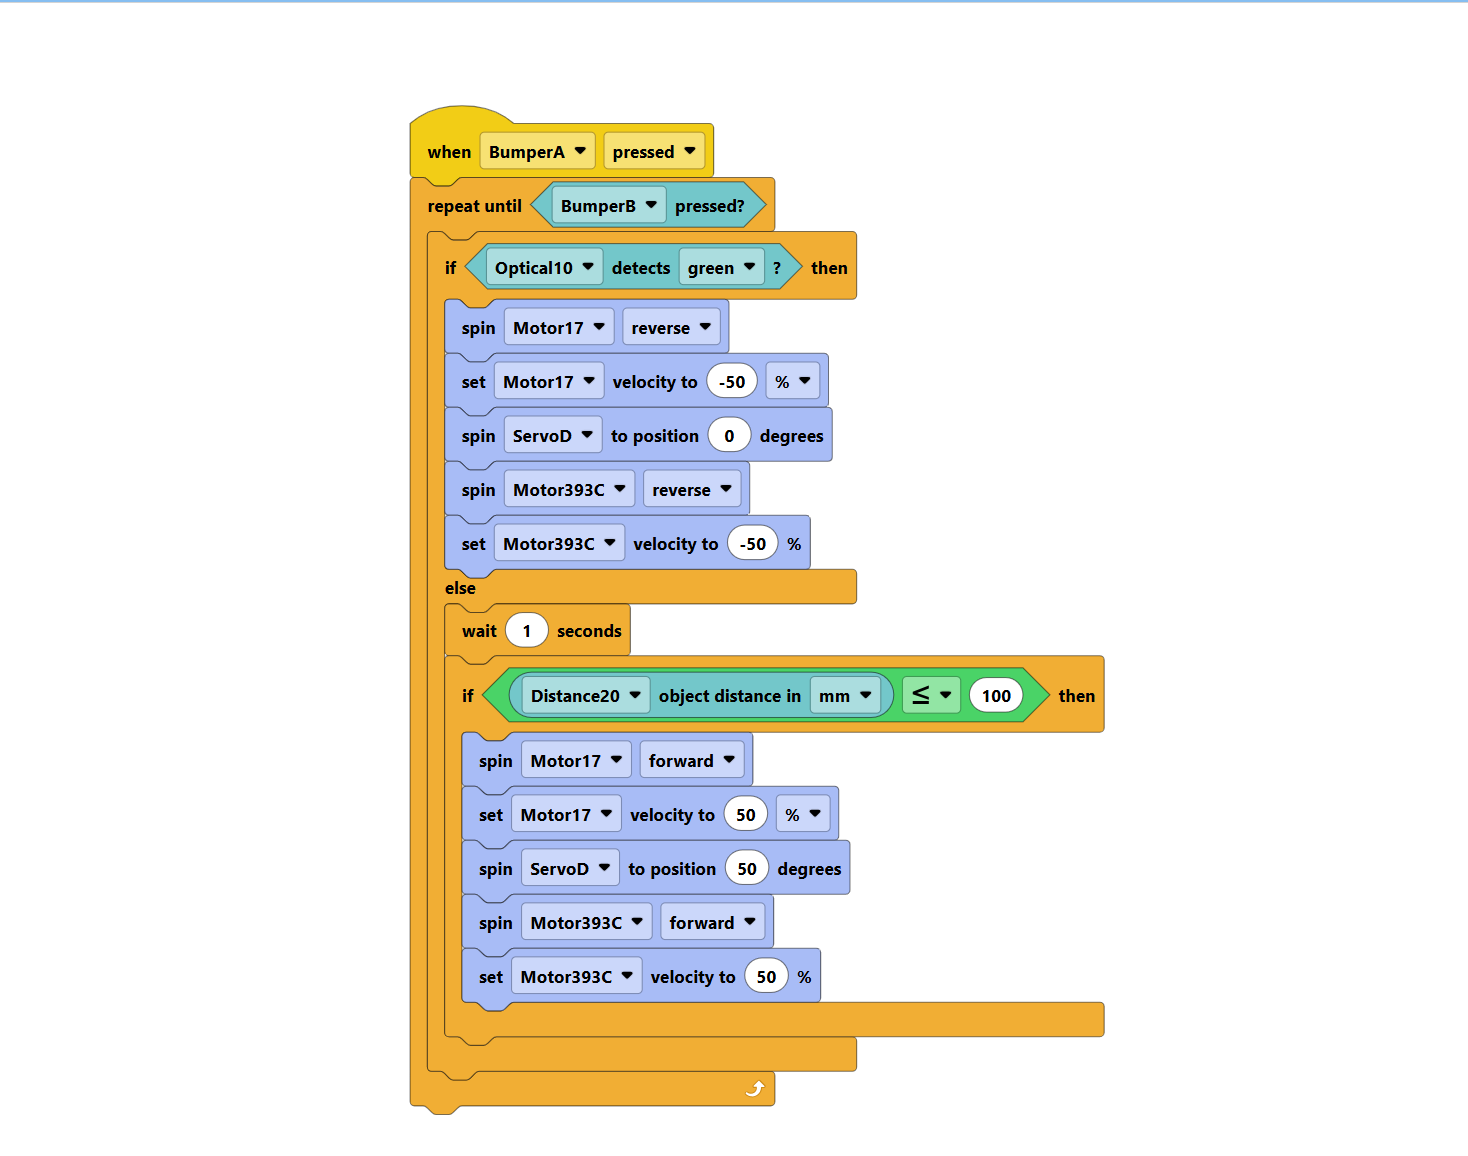 when BumperA pressed
repeat until BumperB pressed?
if Optical10 detects green ? then
spin Motor17 reverse
set Motor17 velocity to -50 %
spin ServoD to position 0 degrees
spin Motor393C reverse
set Motor393C velocity to -50 %
else
wait 1 seconds
if Distance20 object distance in mm ≤ 100 then
spin Motor17 forward
set Motor17 velocity to 50 %
spin ServoD to position 50 degrees
spin Motor393C forward
set Motor393C velocity to 50 %